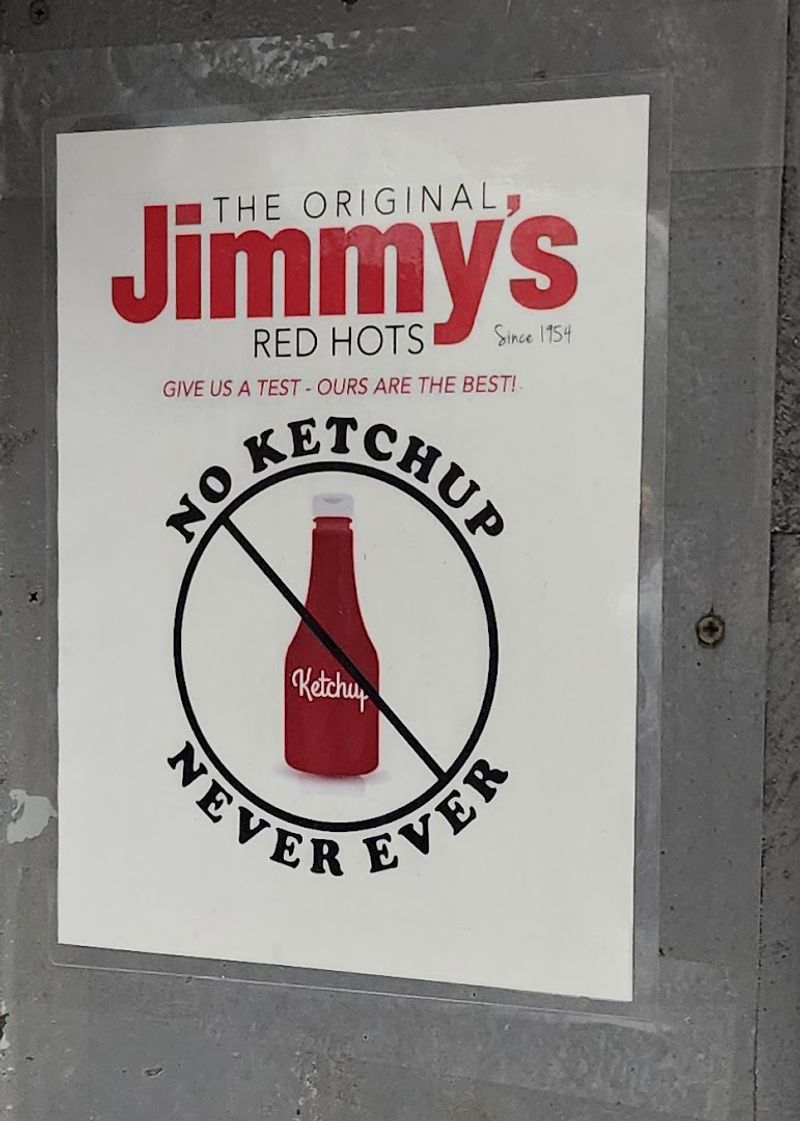 THE ORIGINAL
Jimmy's
RED HOTS
Since 1954
GIVE US A TEST - OURS ARE THE BEST!
NO KETCHUP
Ketchup
NEVER EVER